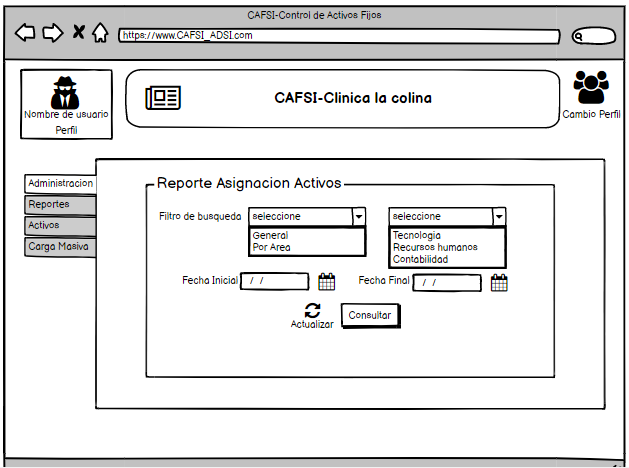 CAFSI-Control de Activos Fijos
https://www.CAFSI_ADSI.com
Nombre de usuario
Perfil
CAFSI-Clinica la colina
Cambio Perfil
Administracion
Reportes
Activos
Carga Masiva
Reporte Asignacion Activos
Filtro de busqueda
seleccione
General
Por Area
seleccione
Tecnologia
Recursos humanos
Contabilidad
Fecha Inicial
/ /
Fecha Final
/ /
Actualizar
Consultar